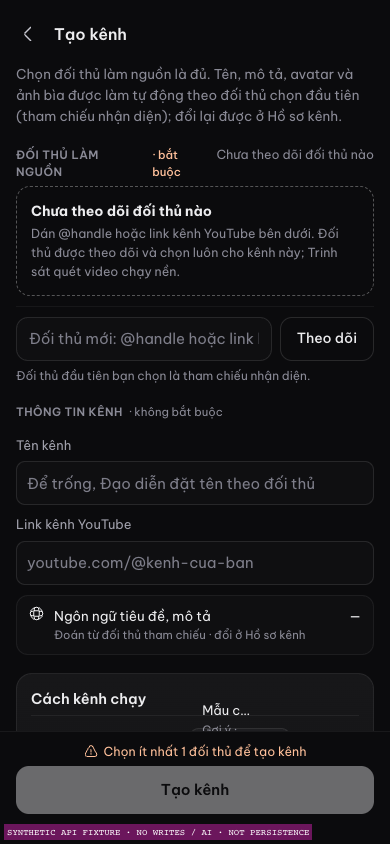 Tạo kênh
Chọn đối thủ làm nguồn là đủ. Tên, mô tả, avatar và
ảnh bìa được làm tự động theo đối thủ chọn đầu tiên
(tham chiếu nhận diện); đổi lại được ở Hồ sơ kênh.
ĐỐI THỦ LÀM NGUỒN · bắt buộc Chưa theo dõi đối thủ nào
Chưa theo dõi đối thủ nào
Dán @handle hoặc link kênh YouTube bên dưới. Đối
thủ được theo dõi và chọn luôn cho kênh này; Trinh
sát quét video chạy nền.
Đối thủ mới: @handle hoặc link Theo dõi
Đối thủ đầu tiên bạn chọn là tham chiếu nhận diện.
THÔNG TIN KÊNH · không bắt buộc
Tên kênh
Để trống, Đạo diễn đặt tên theo đối thủ
Link kênh YouTube
youtube.com/@kenh-cua-ban
Ngôn ngữ tiêu đề, mô tả –
Đoán từ đối thủ tham chiếu · đổi ở Hồ sơ kênh
Cách kênh chạy
Mẫu c...
Gợi ý ·
Chọn ít nhất 1 đối thủ để tạo kênh
Tạo kênh
SYNTHETIC API FIXTURE · NO WRITES / AI · NOT PERSISTENCE